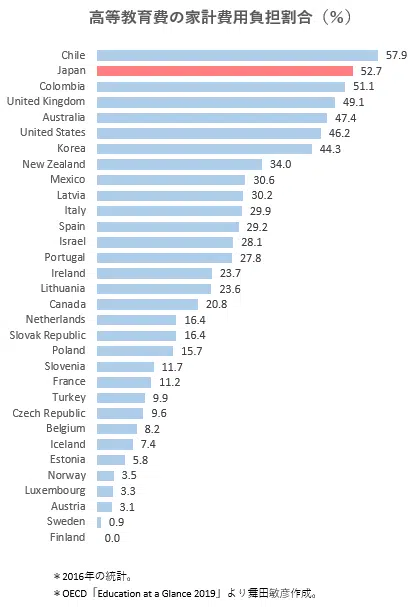 高等教育費の家計費用負担割合（%）
Chile 57.9
Japan 52.7
Colombia 51.1
United Kingdom 49.1
Australia 47.4
United States 46.2
Korea 44.3
New Zealand 34.0
Mexico 30.6
Latvia 30.2
Italy 29.9
Spain 29.2
Israel 28.1
Portugal 27.8
Ireland 23.7
Lithuania 23.6
Canada 20.8
Netherlands 16.4
Slovak Republic 16.4
Poland 15.7
Slovenia 11.7
France 11.2
Turkey 9.9
Czech Republic 9.6
Belgium 8.2
Iceland 7.4
Estonia 5.8
Norway 3.5
Luxembourg 3.3
Austria 3.1
Sweden 0.9
Finland 0.0
＊2016年の統計。
＊OECD「Education at a Glance 2019」より舞田敏彦作成。